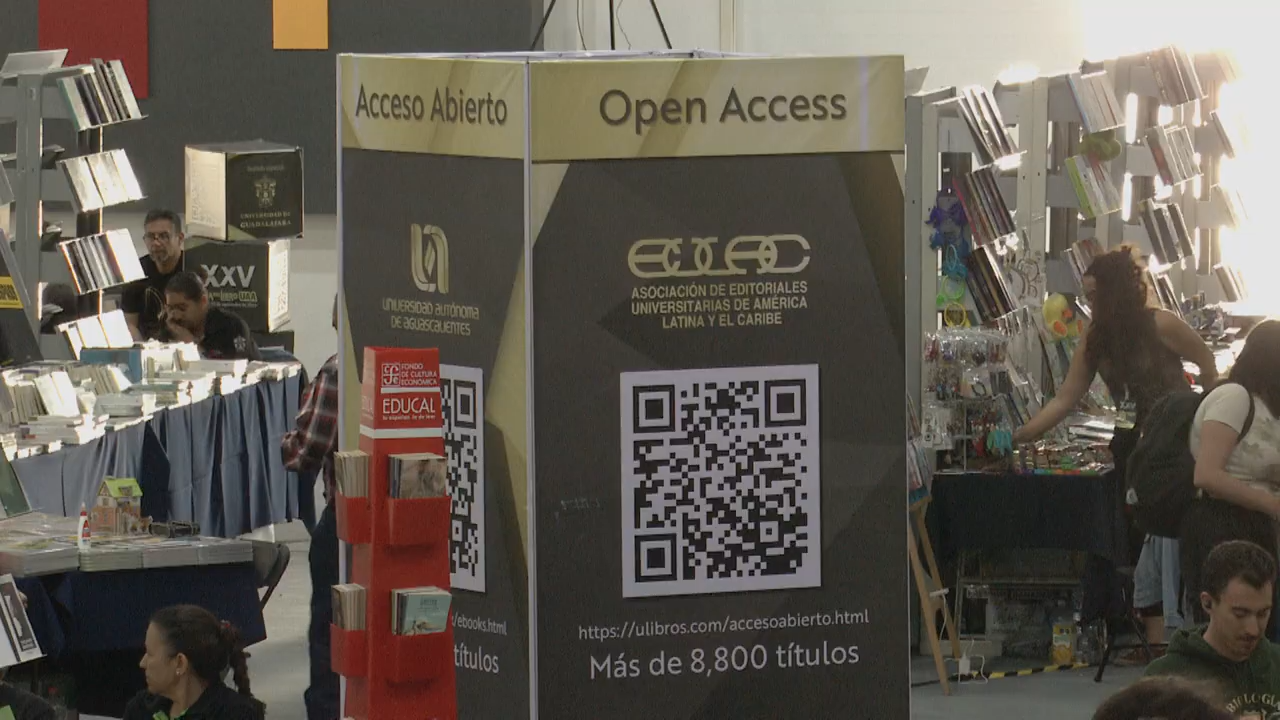 Acceso Abierto
Open Access
UNIVERSIDAD DE
GUADALAJARA
XXV
UNIVERSIDAD AUTÓNOMA
DE AGUASCALIENTES
EULAC
ASOCIACIÓN DE EDITORIALES
UNIVERSITARIAS DE AMÉRICA
LATINA Y EL CARIBE
FONDO
DE CULTURA
ECONÓMICA
EDUCAL
/ebooks.html
títulos
https://ulibros.com/accesoabierto.html
Más de 8,800 títulos